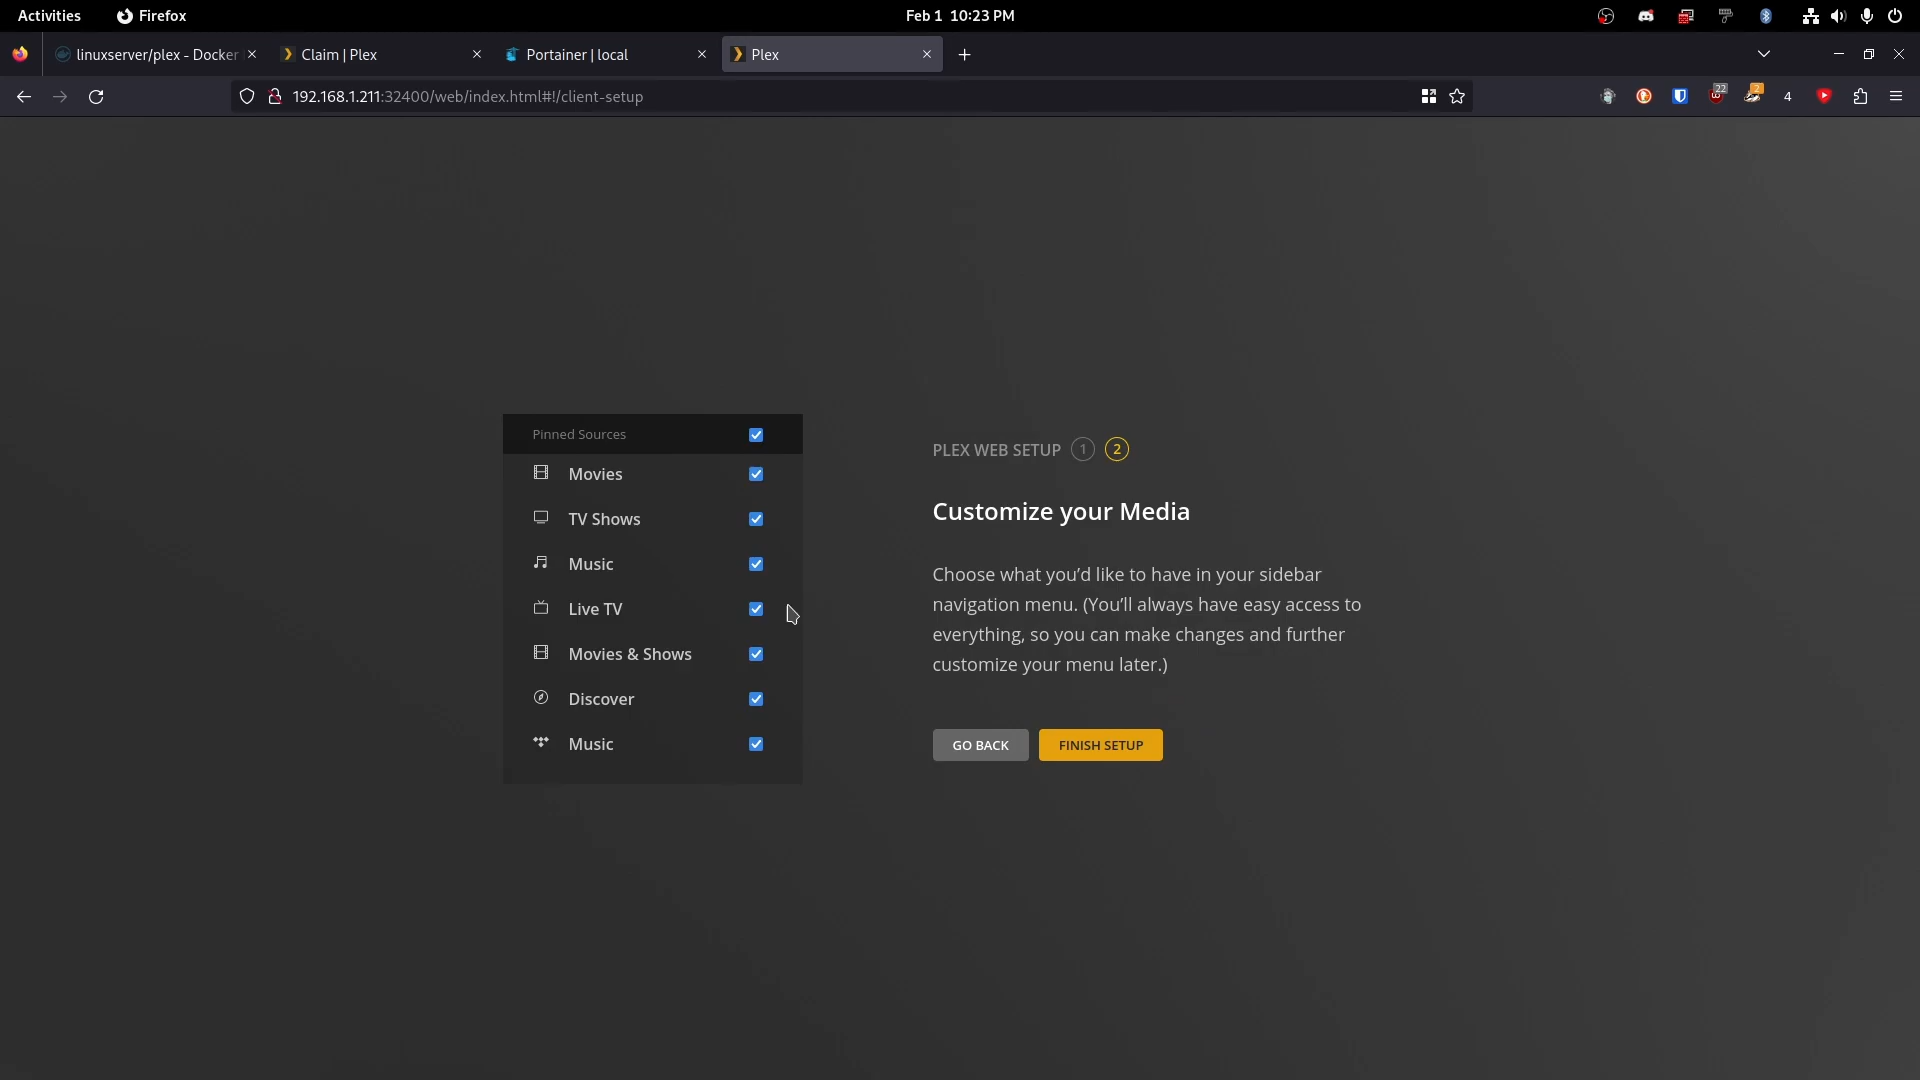 Activities
Firefox
Feb 1 10:23 PM
linuxserver/plex - Docker
Claim | Plex
Portainer | local
Plex
192.168.1.211:32400/web/index.html#!/client-setup
22
2
4
Pinned Sources
Movies
TV Shows
Music
Live TV
Movies & Shows
Discover
Music
PLEX WEB SETUP 1 2
Customize your Media
Choose what you’d like to have in your sidebar
navigation menu. (You’ll always have easy access to
everything, so you can make changes and further
customize your menu later.)
GO BACK
FINISH SETUP